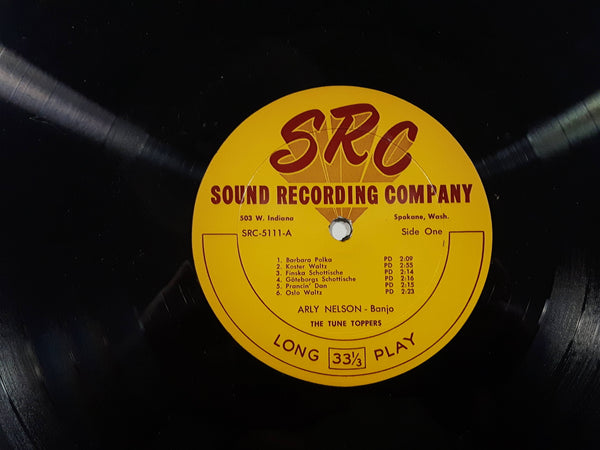 SRC
SOUND RECORDING COMPANY
503 W. Indiana Spokane, Wash.
SRC-5111-A Side One
1. Barbara Polka PD 2:09
2. Koster Waltz PD 2:55
3. Finska Schottische PD 2:14
4. Göteborgs Schottische PD 2:16
5. Prancin' Dan PD 2:15
6. Oslo Waltz PD 2:23
ARLY NELSON - Banjo
THE TUNE TOPPERS
LONG 33⅓ PLAY